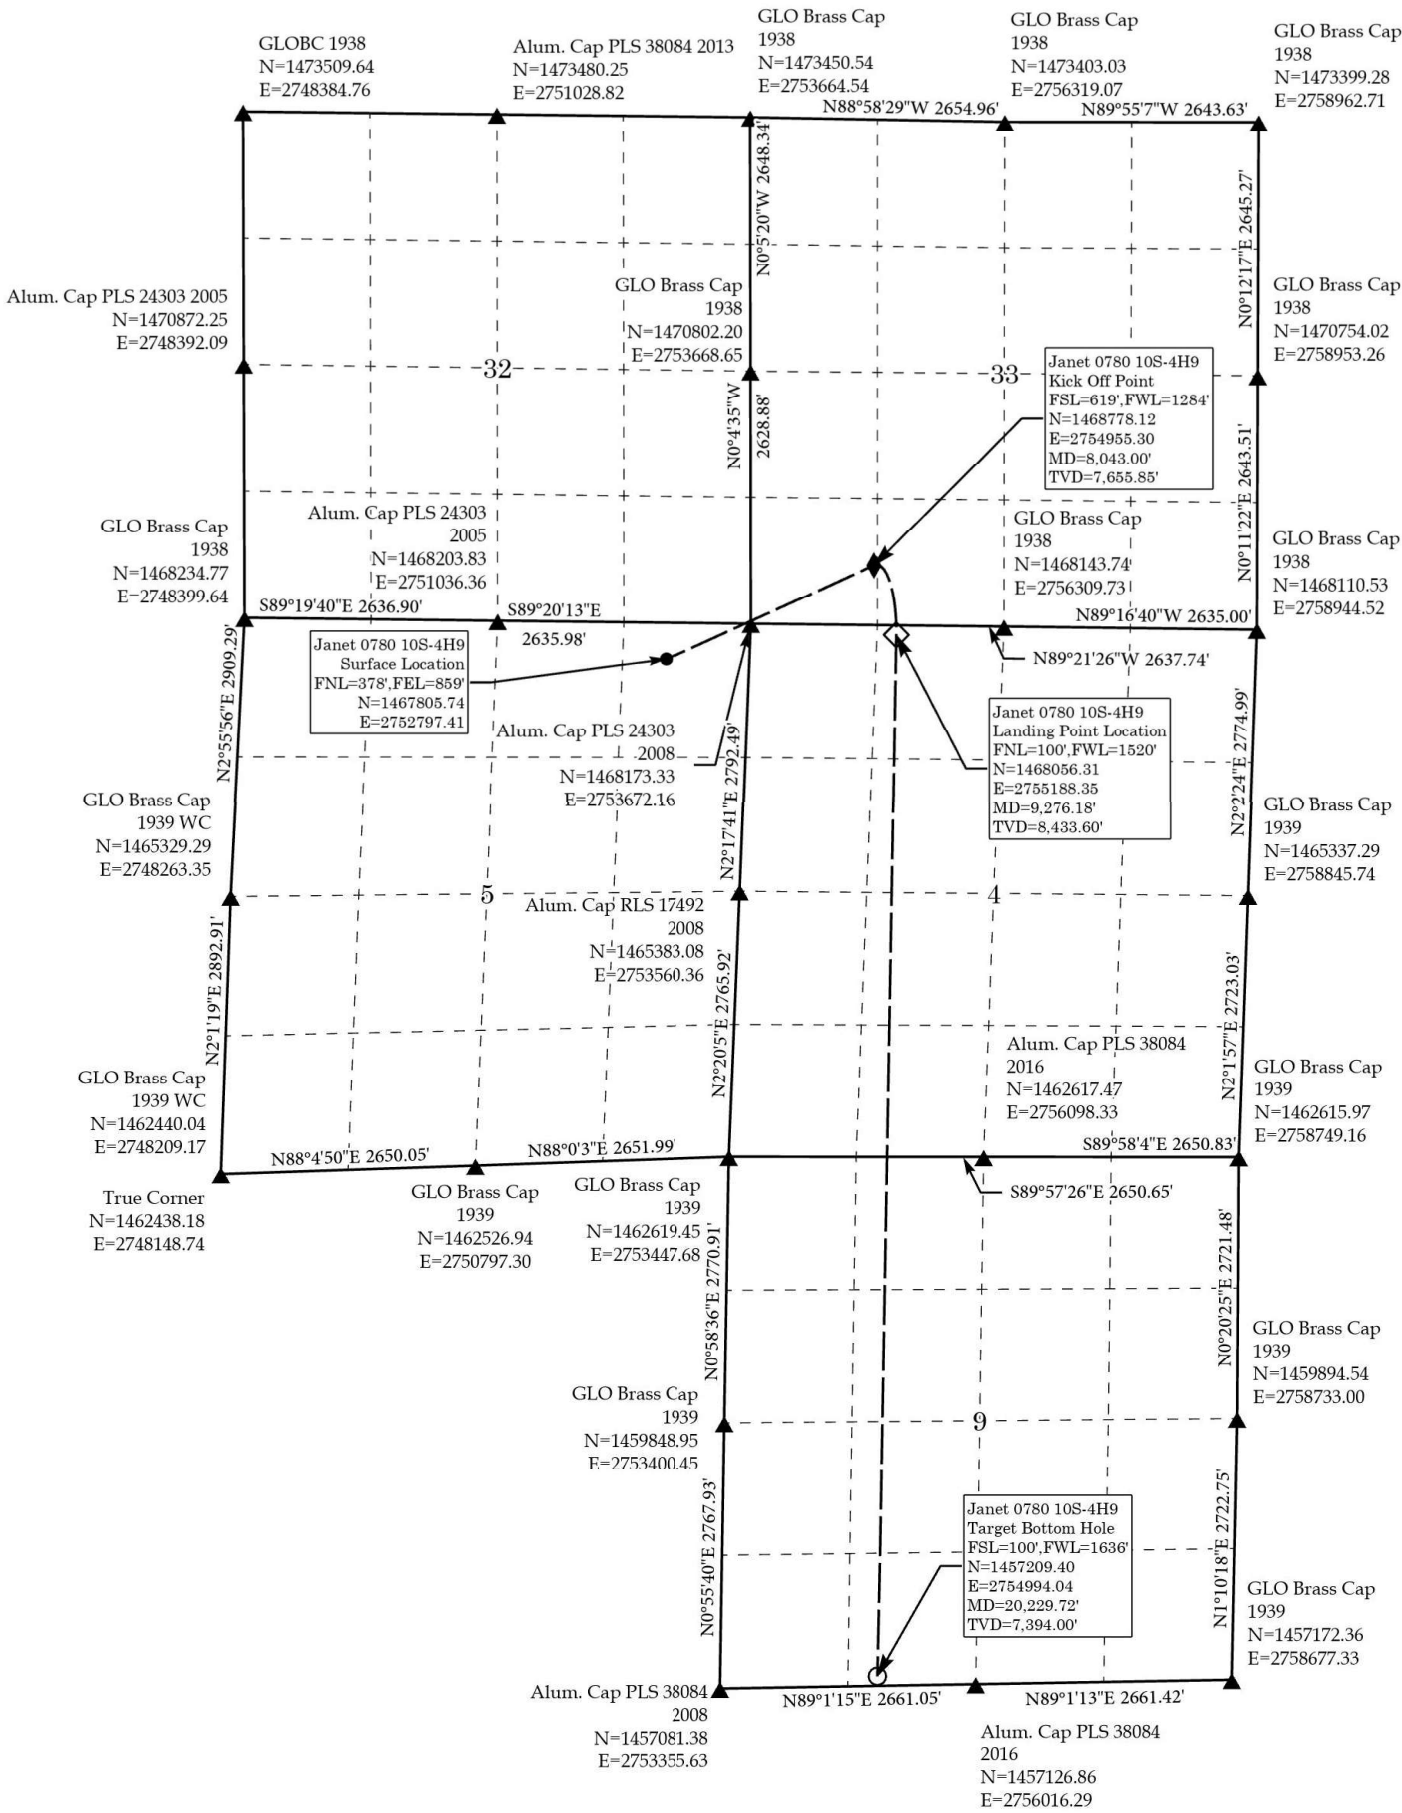 GLOBC 1938
N=1473509.64
E=2748384.76
Alum. Cap PLS 38084 2013
N=1473480.25
E=2751028.82
GLO Brass Cap
1938
N=1473450.54
E=2753664.54
GLO Brass Cap
1938
N=1473403.03
E=2756319.07
GLO Brass Cap
1938
N=1473399.28
E=2758962.71
N88°58'29"W 2654.96'
N89°55'7"W 2643.63'
N0°5'20"W 2648.34'
N0°12'17"E 2645.27'
Alum. Cap PLS 24303 2005
N=1470872.25
E=2748392.09
GLO Brass Cap
1938
N=1470802.20
E=2753668.65
GLO Brass Cap
1938
N=1470754.02
E=2758953.26
32
33
Janet 0780 10S-4H9
Kick Off Point
FSL=619',FWL=1284'
N=1468778.12
E=2754955.30
MD=8,043.00'
TVD=7,655.85'
N0°4'35"W
2628.88'
N0°11'22"E 2643.51'
GLO Brass Cap
1938
N=1468234.77
E=2748399.64
Alum. Cap PLS 24303
2005
N=1468203.83
E=2751036.36
GLO Brass Cap
1938
N=1468143.74
E=2756309.73
GLO Brass Cap
1938
N=1468110.53
E=2758944.52
S89°19'40"E 2636.90'
S89°20'13"E
2635.98'
N89°16'40"W 2635.00'
N89°21'26"W 2637.74'
Janet 0780 10S-4H9
Surface Location
FNL=378',FEL=859'
N=1467805.74
E=2752797.41
N2°55'56"E 2909.29'
Alum. Cap PLS 24303
2008
N=1468173.33
E=2753672.16
N2°17'41"E 2792.49'
Janet 0780 10S-4H9
Landing Point Location
FNL=100',FWL=1520'
N=1468056.31
E=2755188.35
MD=9,276.18'
TVD=8,433.60'
N2°2'24"E 2774.99'
GLO Brass Cap
1939 WC
N=1465329.29
E=2748263.35
GLO Brass Cap
1939
N=1465337.29
E=2758845.74
5
4
Alum. Cap RLS 17492
2008
N=1465383.08
E=2753560.36
N2°1'19"E 2892.91'
N2°20'5"E 2765.92'
N2°1'57"E 2723.03'
GLO Brass Cap
1939 WC
N=1462440.04
E=2748209.17
Alum. Cap PLS 38084
2016
N=1462617.47
E=2756098.33
GLO Brass Cap
1939
N=1462615.97
E=2758749.16
N88°4'50"E 2650.05'
N88°0'3"E 2651.99'
S89°58'4"E 2650.83'
S89°57'26"E 2650.65'
True Corner
N=1462438.18
E=2748148.74
GLO Brass Cap
1939
N=1462526.94
E=2750797.30
GLO Brass Cap
1939
N=1462619.45
E=2753447.68
N0°58'36"E 2770.91'
N0°20'25"E 2721.48'
GLO Brass Cap
1939
N=1459894.54
E=2758733.00
GLO Brass Cap
1939
N=1459848.95
E=2753400.45
9
N0°55'40"E 2767.93'
Janet 0780 10S-4H9
Target Bottom Hole
FSL=100',FWL=1636'
N=1457209.40
E=2754994.04
MD=20,229.72'
TVD=7,394.00'
N1°10'18"E 2722.75'
GLO Brass Cap
1939
N=1457172.36
E=2758677.33
Alum. Cap PLS 38084
2008
N=1457081.38
E=2753355.63
N89°1'15"E 2661.05'
N89°1'13"E 2661.42'
Alum. Cap PLS 38084
2016
N=1457126.86
E=2756016.29